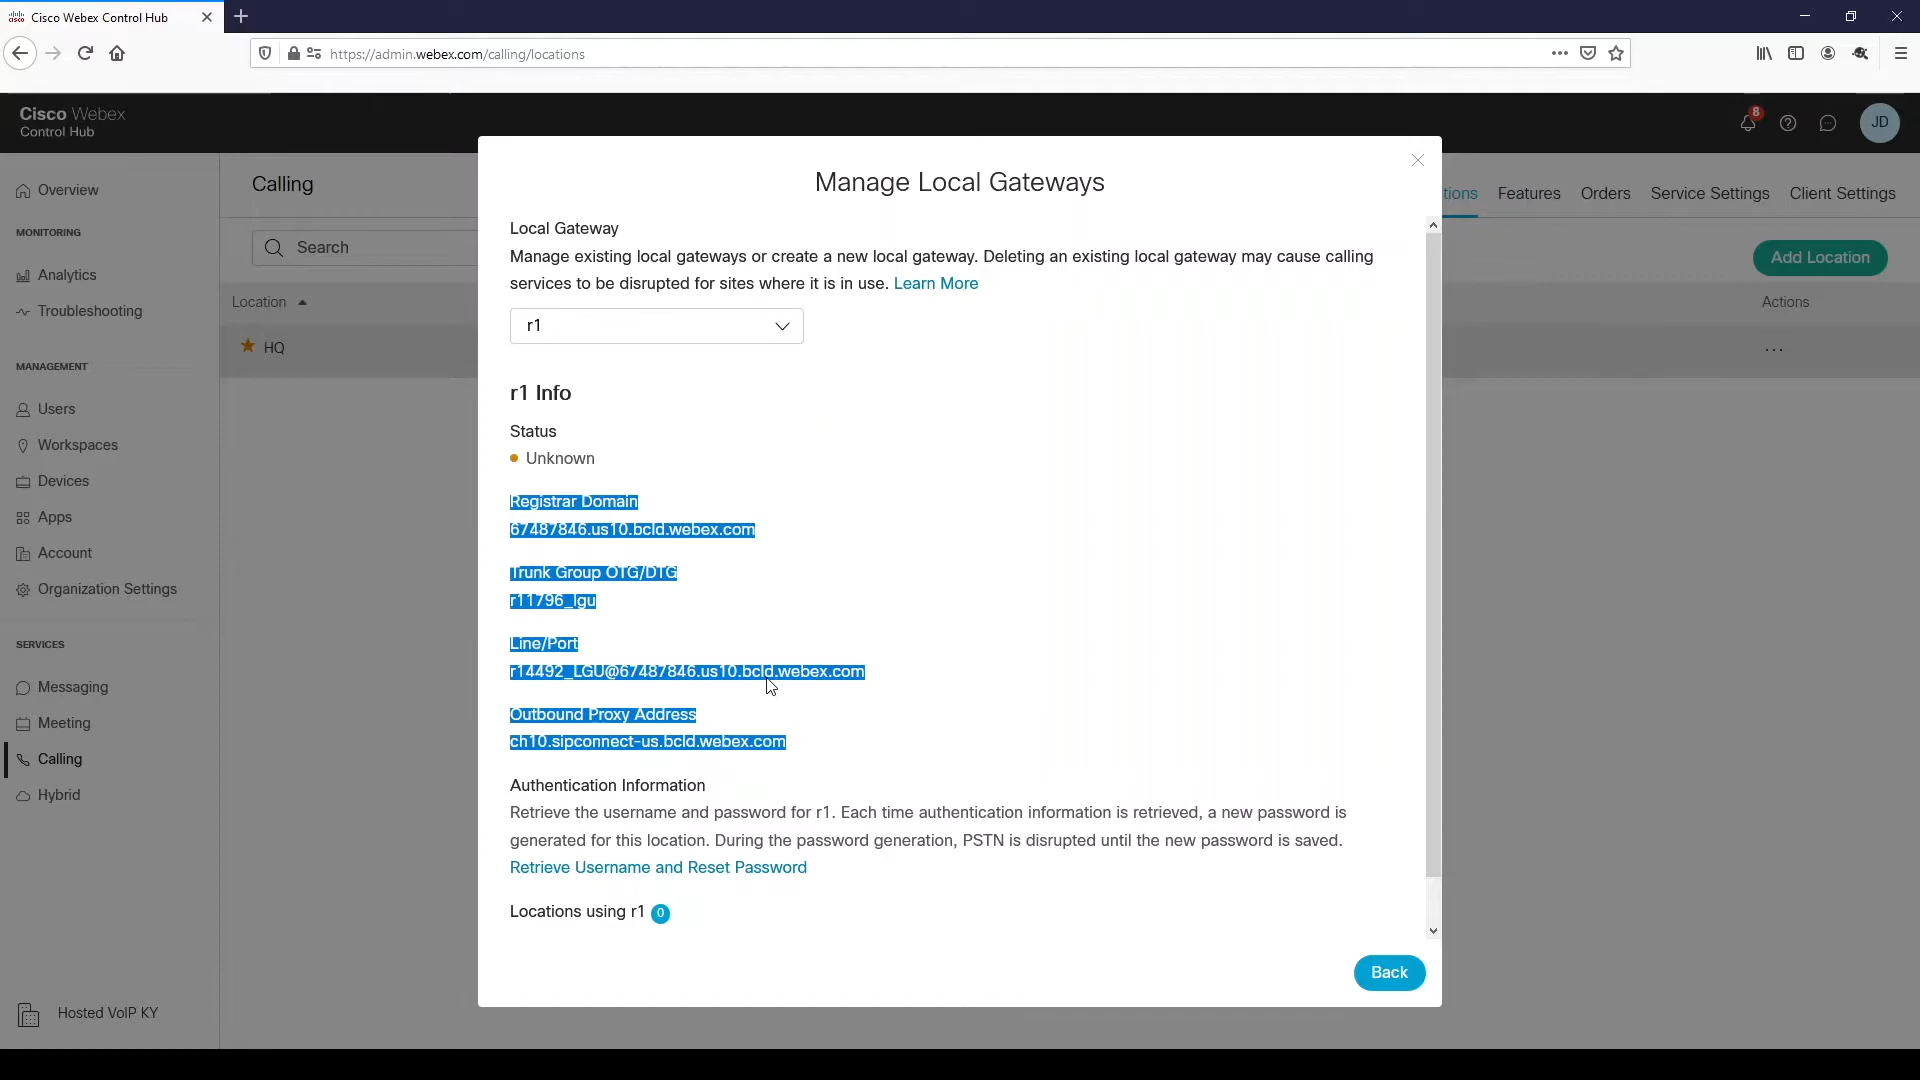 Cisco Webex Control Hub
https://admin.webex.com/calling/locations
Cisco Webex
Control Hub
8
JD
Overview
MONITORING
Analytics
Troubleshooting
MANAGEMENT
Users
Workspaces
Devices
Apps
Account
Organization Settings
SERVICES
Messaging
Meeting
Calling
Hybrid
Hosted VoIP KY
Calling
tions
Features
Orders
Service Settings
Client Settings
Search
Add Location
Location
Actions
HQ
...
Manage Local Gateways
Local Gateway
Manage existing local gateways or create a new local gateway. Deleting an existing local gateway may cause calling
services to be disrupted for sites where it is in use. Learn More
r1
r1 Info
Status
Unknown
Registrar Domain
67487846.us10.bcld.webex.com
Trunk Group OTG/DTG
r11796_lgu
Line/Port
r14492_LGU@67487846.us10.bcld.webex.com
Outbound Proxy Address
ch10.sipconnect-us.bcld.webex.com
Authentication Information
Retrieve the username and password for r1. Each time authentication information is retrieved, a new password is
generated for this location. During the password generation, PSTN is disrupted until the new password is saved.
Retrieve Username and Reset Password
Locations using r1 0
Back